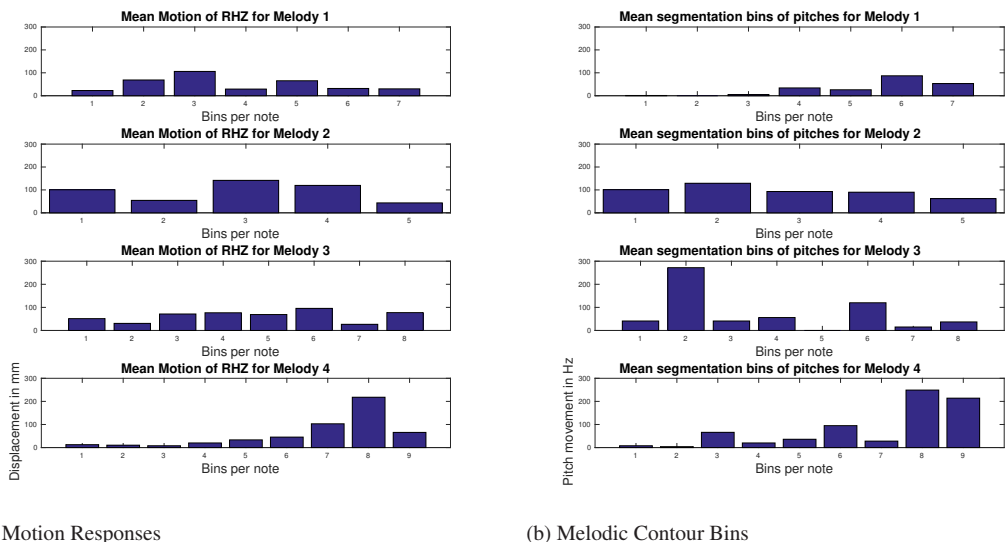 Mean Motion of RHZ for Melody 1
300
200
100
0
1 2 3 4 5 6 7
Bins per note
Mean Motion of RHZ for Melody 2
300
200
100
0
1 2 3 4 5
Bins per note
Mean Motion of RHZ for Melody 3
300
200
100
0
1 2 3 4 5 6 7 8
Bins per note
Mean Motion of RHZ for Melody 4
300
200
100
0
1 2 3 4 5 6 7 8 9
Bins per note
Displacement in mm
Motion Responses
Mean segmentation bins of pitches for Melody 1
300
200
100
0
1 2 3 4 5 6 7
Bins per note
Mean segmentation bins of pitches for Melody 2
300
200
100
0
1 2 3 4 5
Bins per note
Mean segmentation bins of pitches for Melody 3
300
200
100
0
1 2 3 4 5 6 7 8
Bins per note
Mean segmentation bins of pitches for Melody 4
300
200
100
0
1 2 3 4 5 6 7 8 9
Bins per note
Pitch movement in Hz
(b) Melodic Contour Bins